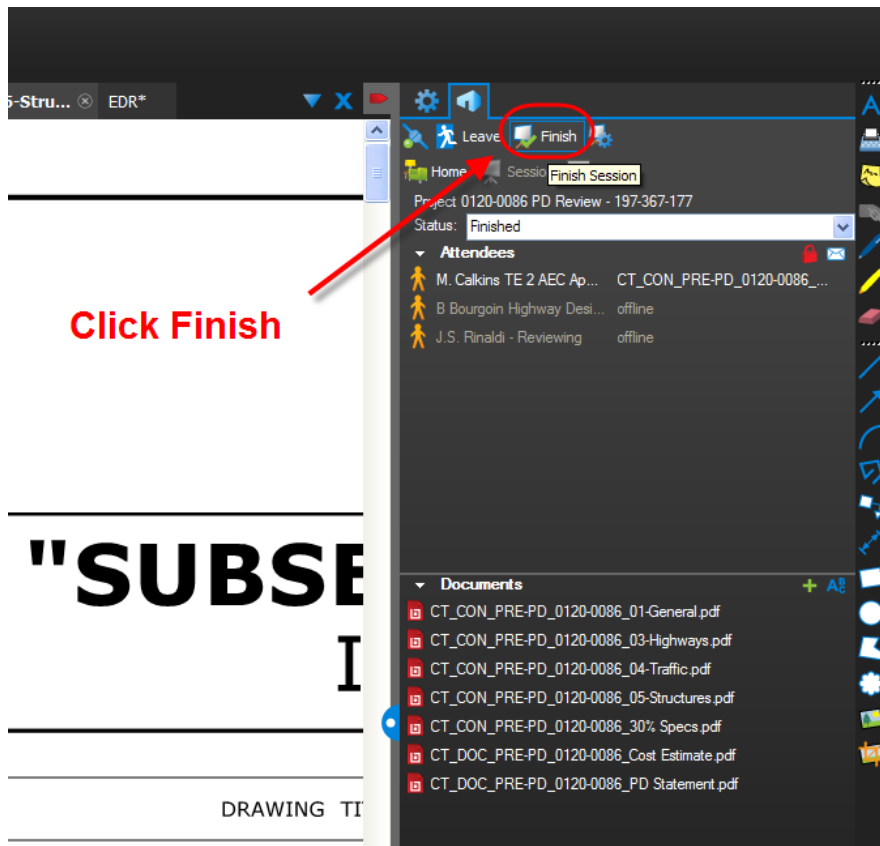 5-Stru... EDR*
Leave Finish
Home Sessio Finish Session
Project 0120-0086 PD Review - 197-367-177
Status: Finished
Attendees
M. Calkins TE 2 AEC Ap... CT_CON_PRE-PD_0120-0086_...
B Bourgoin Highway Desi... offline
J.S. Rinaldi - Reviewing offline
Click Finish
"SUBSE
I
DRAWING TI
Documents
CT_CON_PRE-PD_0120-0086_01-General.pdf
CT_CON_PRE-PD_0120-0086_03-Highways.pdf
CT_CON_PRE-PD_0120-0086_04-Traffic.pdf
CT_CON_PRE-PD_0120-0086_05-Structures.pdf
CT_CON_PRE-PD_0120-0086_30% Specs.pdf
CT_DOC_PRE-PD_0120-0086_Cost Estimate.pdf
CT_DOC_PRE-PD_0120-0086_PD Statement.pdf